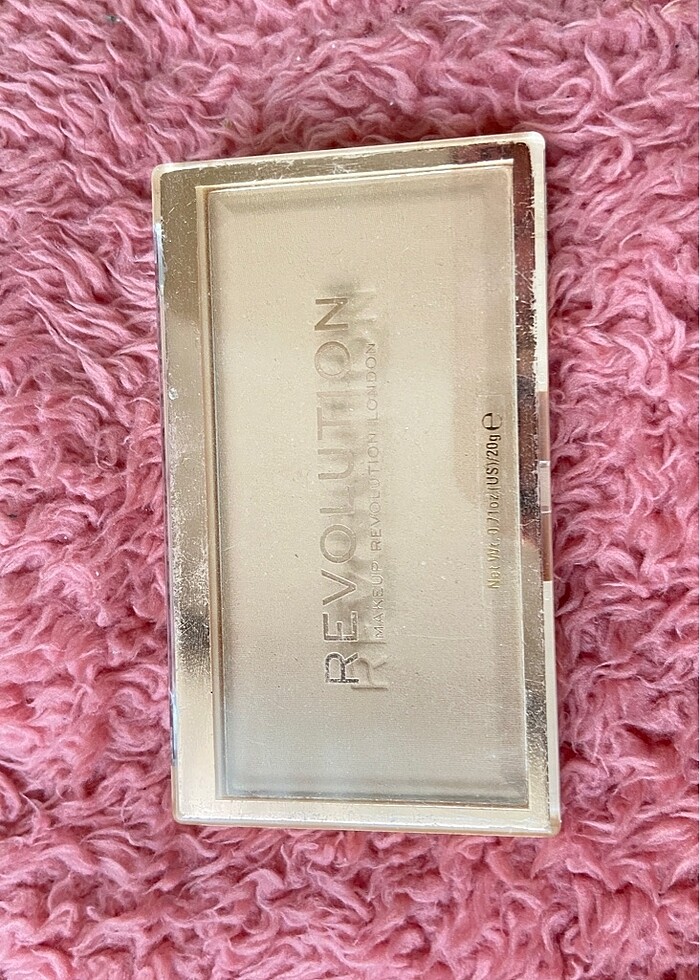 REVOLUTION
MAKEUP REVOLUTION LONDON
Net Wt. 0.71oz.(US)/20g ℮